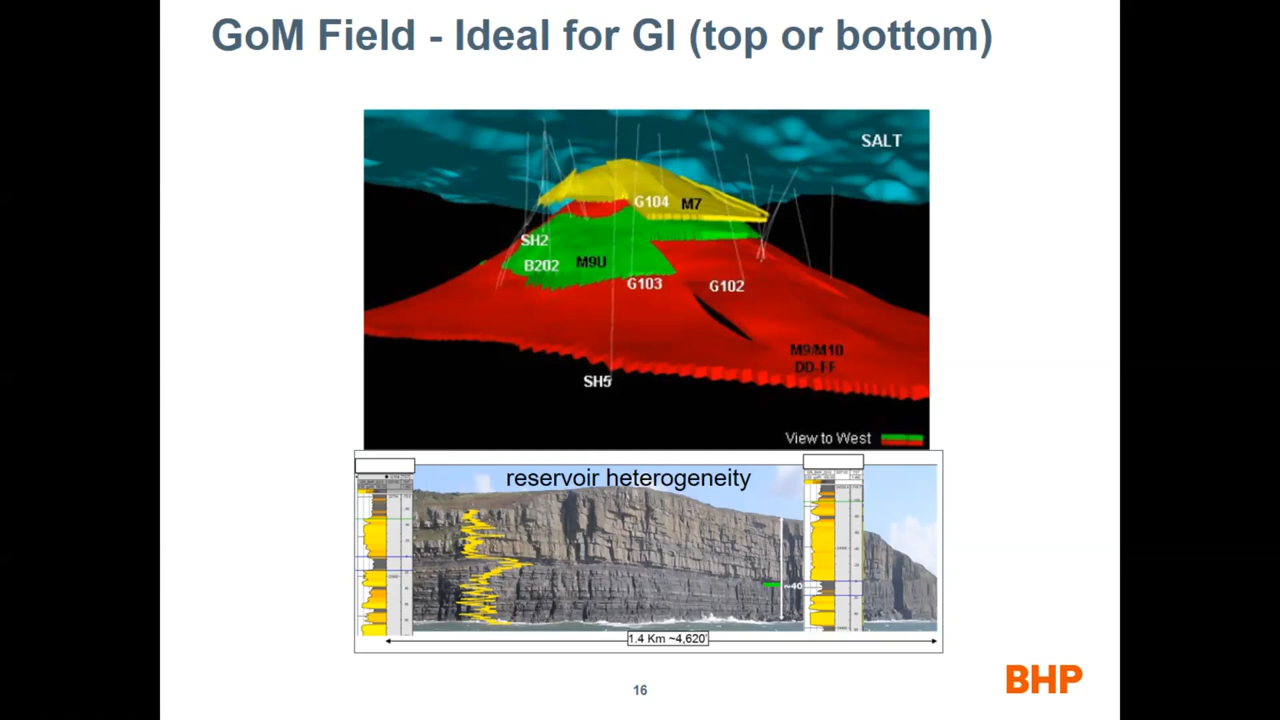 GoM Field - Ideal for GI (top or bottom)
SALT
G104 M7
SH2
B202 M9U
G103 G102
M9/M10
DD-FF
SH5
View to West
reservoir heterogeneity
1.4 Km ~4,620'
16
BHP